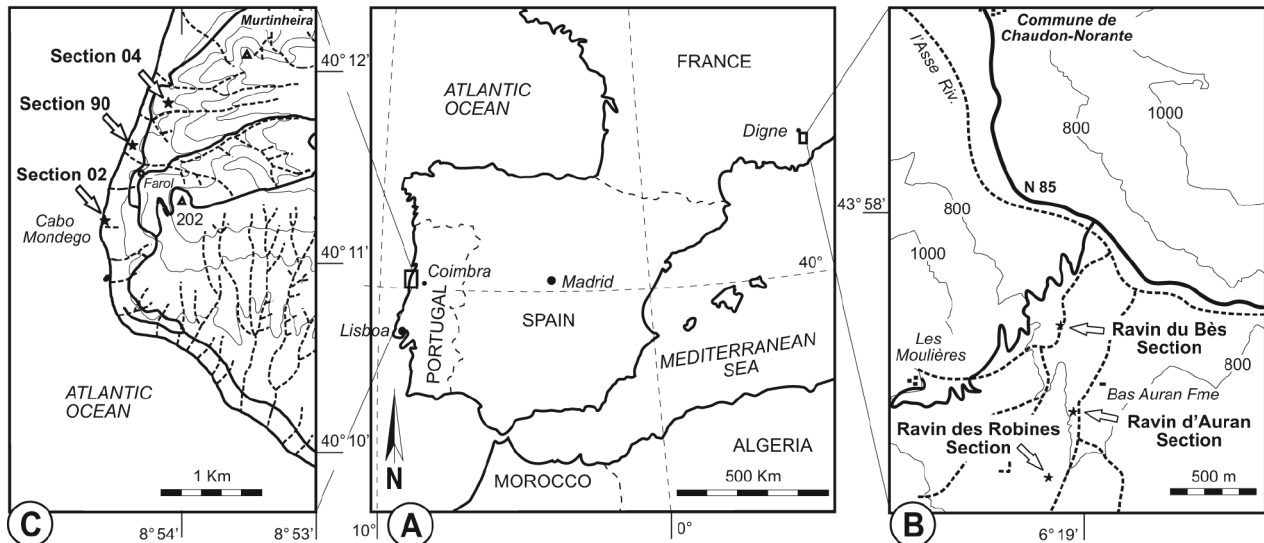 Murtinheira
Section 04
40° 12'
Section 90
Section 02
Farol
202
Cabo
Mondego
40° 11'
ATLANTIC
OCEAN
40° 10'
1 Km
C
8° 54'
8° 53'
ATLANTIC
OCEAN
FRANCE
Digne
Coimbra
Madrid
40°
PORTUGAL
SPAIN
Lisboa
MEDITERRANEAN
SEA
N
ALGERIA
MOROCCO
500 Km
10°
A
0°
Commune de
Chaudon-Norante
l'Asse Riv.
1000
800
N 85
43° 58'
800
1000
Ravin du Bès
Section
Les
Moulières
800
Bas Auran Fme
Ravin des Robines
Section
Ravin d'Auran
Section
500 m
B
6° 19'